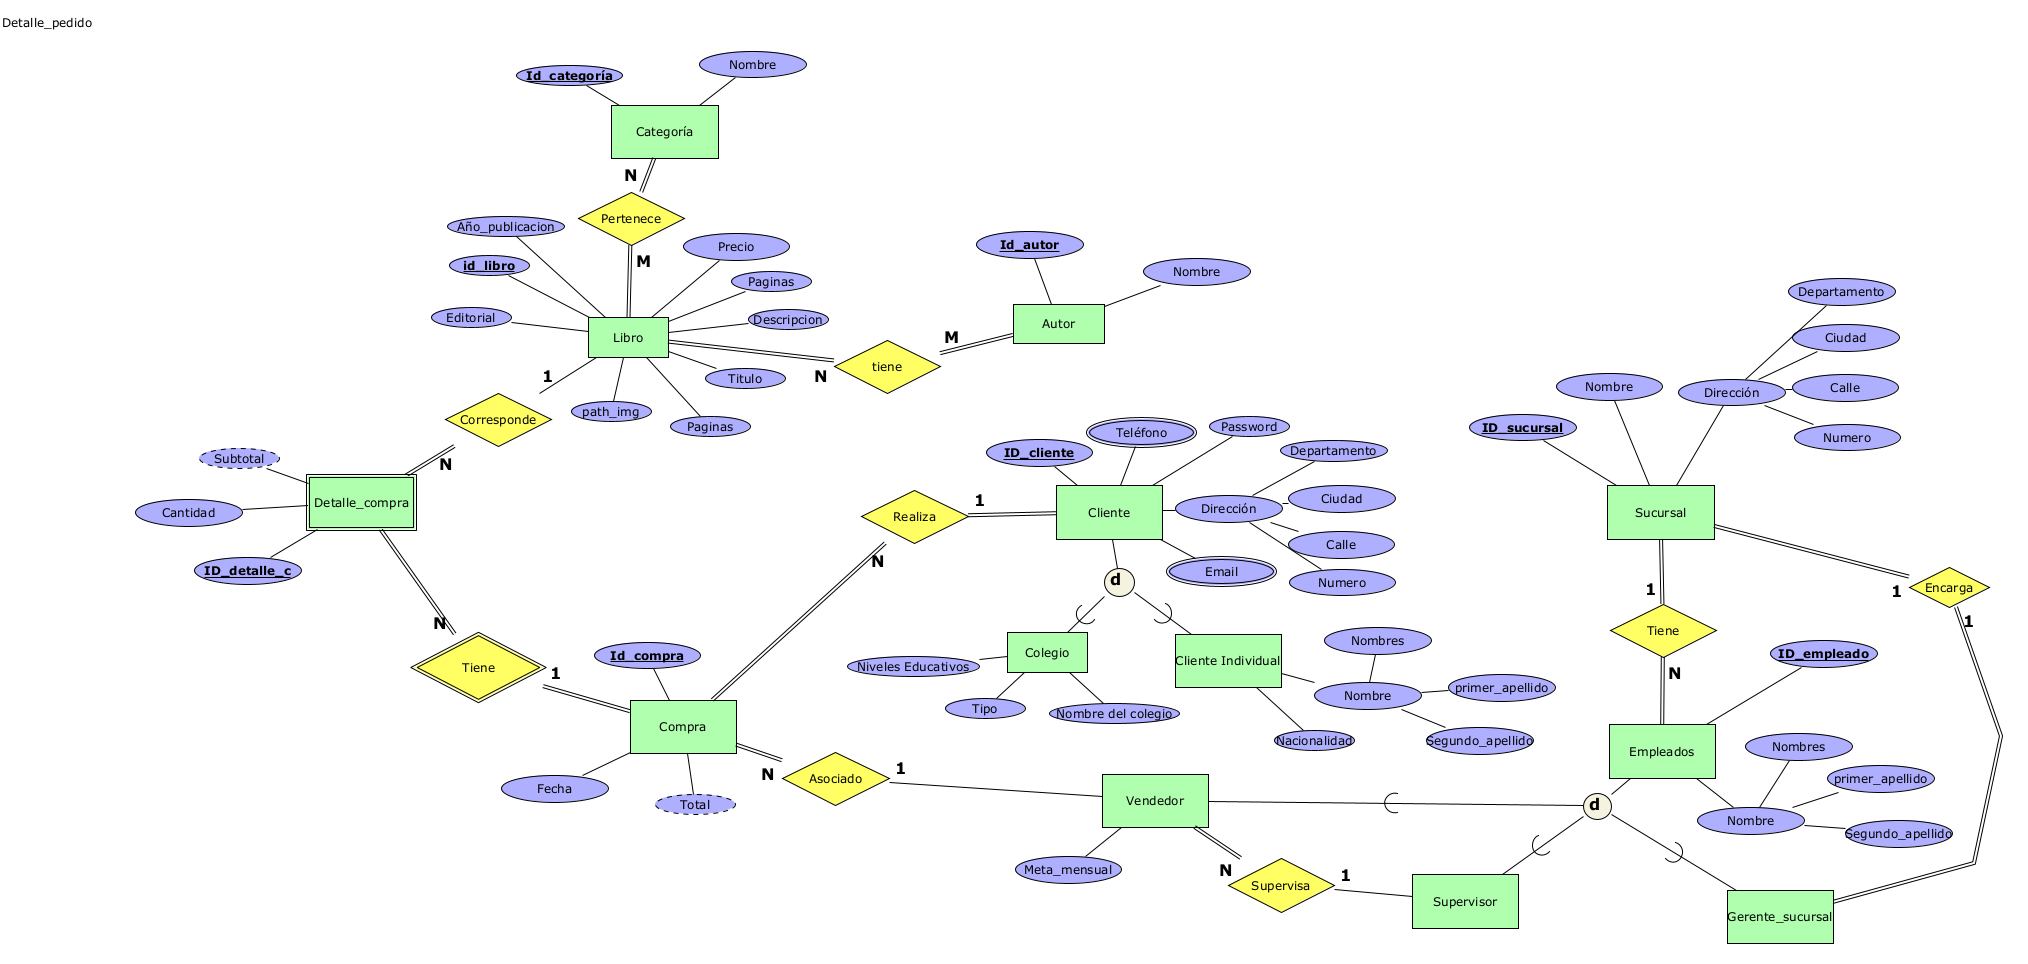 Detalle_pedido
Id_categoría
Nombre
Categoría
N
Pertenece
M
Año_publicacion
Precio
id_libro
Paginas
Editorial
Descripcion
Libro
Titulo
path_img
Paginas
N
tiene
M
Id_autor
Nombre
Autor
1
Corresponde
N
Subtotal
Detalle_compra
Cantidad
ID_detalle_c
N
Tiene
1
Id_compra
Compra
Fecha
Total
N
Realiza
1
ID_cliente
Teléfono
Password
Cliente
Departamento
Dirección
Ciudad
Calle
Numero
Email
d
Colegio
Niveles Educativos
Tipo
Nombre del colegio
Cliente Individual
Nombres
Nombre
primer_apellido
Segundo_apellido
Nacionalidad
N
Asociado
1
Vendedor
Meta_mensual
N
Supervisa
1
Supervisor
d
Gerente_sucursal
Departamento
Ciudad
Nombre
Dirección
Calle
ID_sucursal
Numero
Sucursal
1
Encarga
1
1
Tiene
N
ID_empleado
Empleados
Nombres
primer_apellido
Nombre
Segundo_apellido